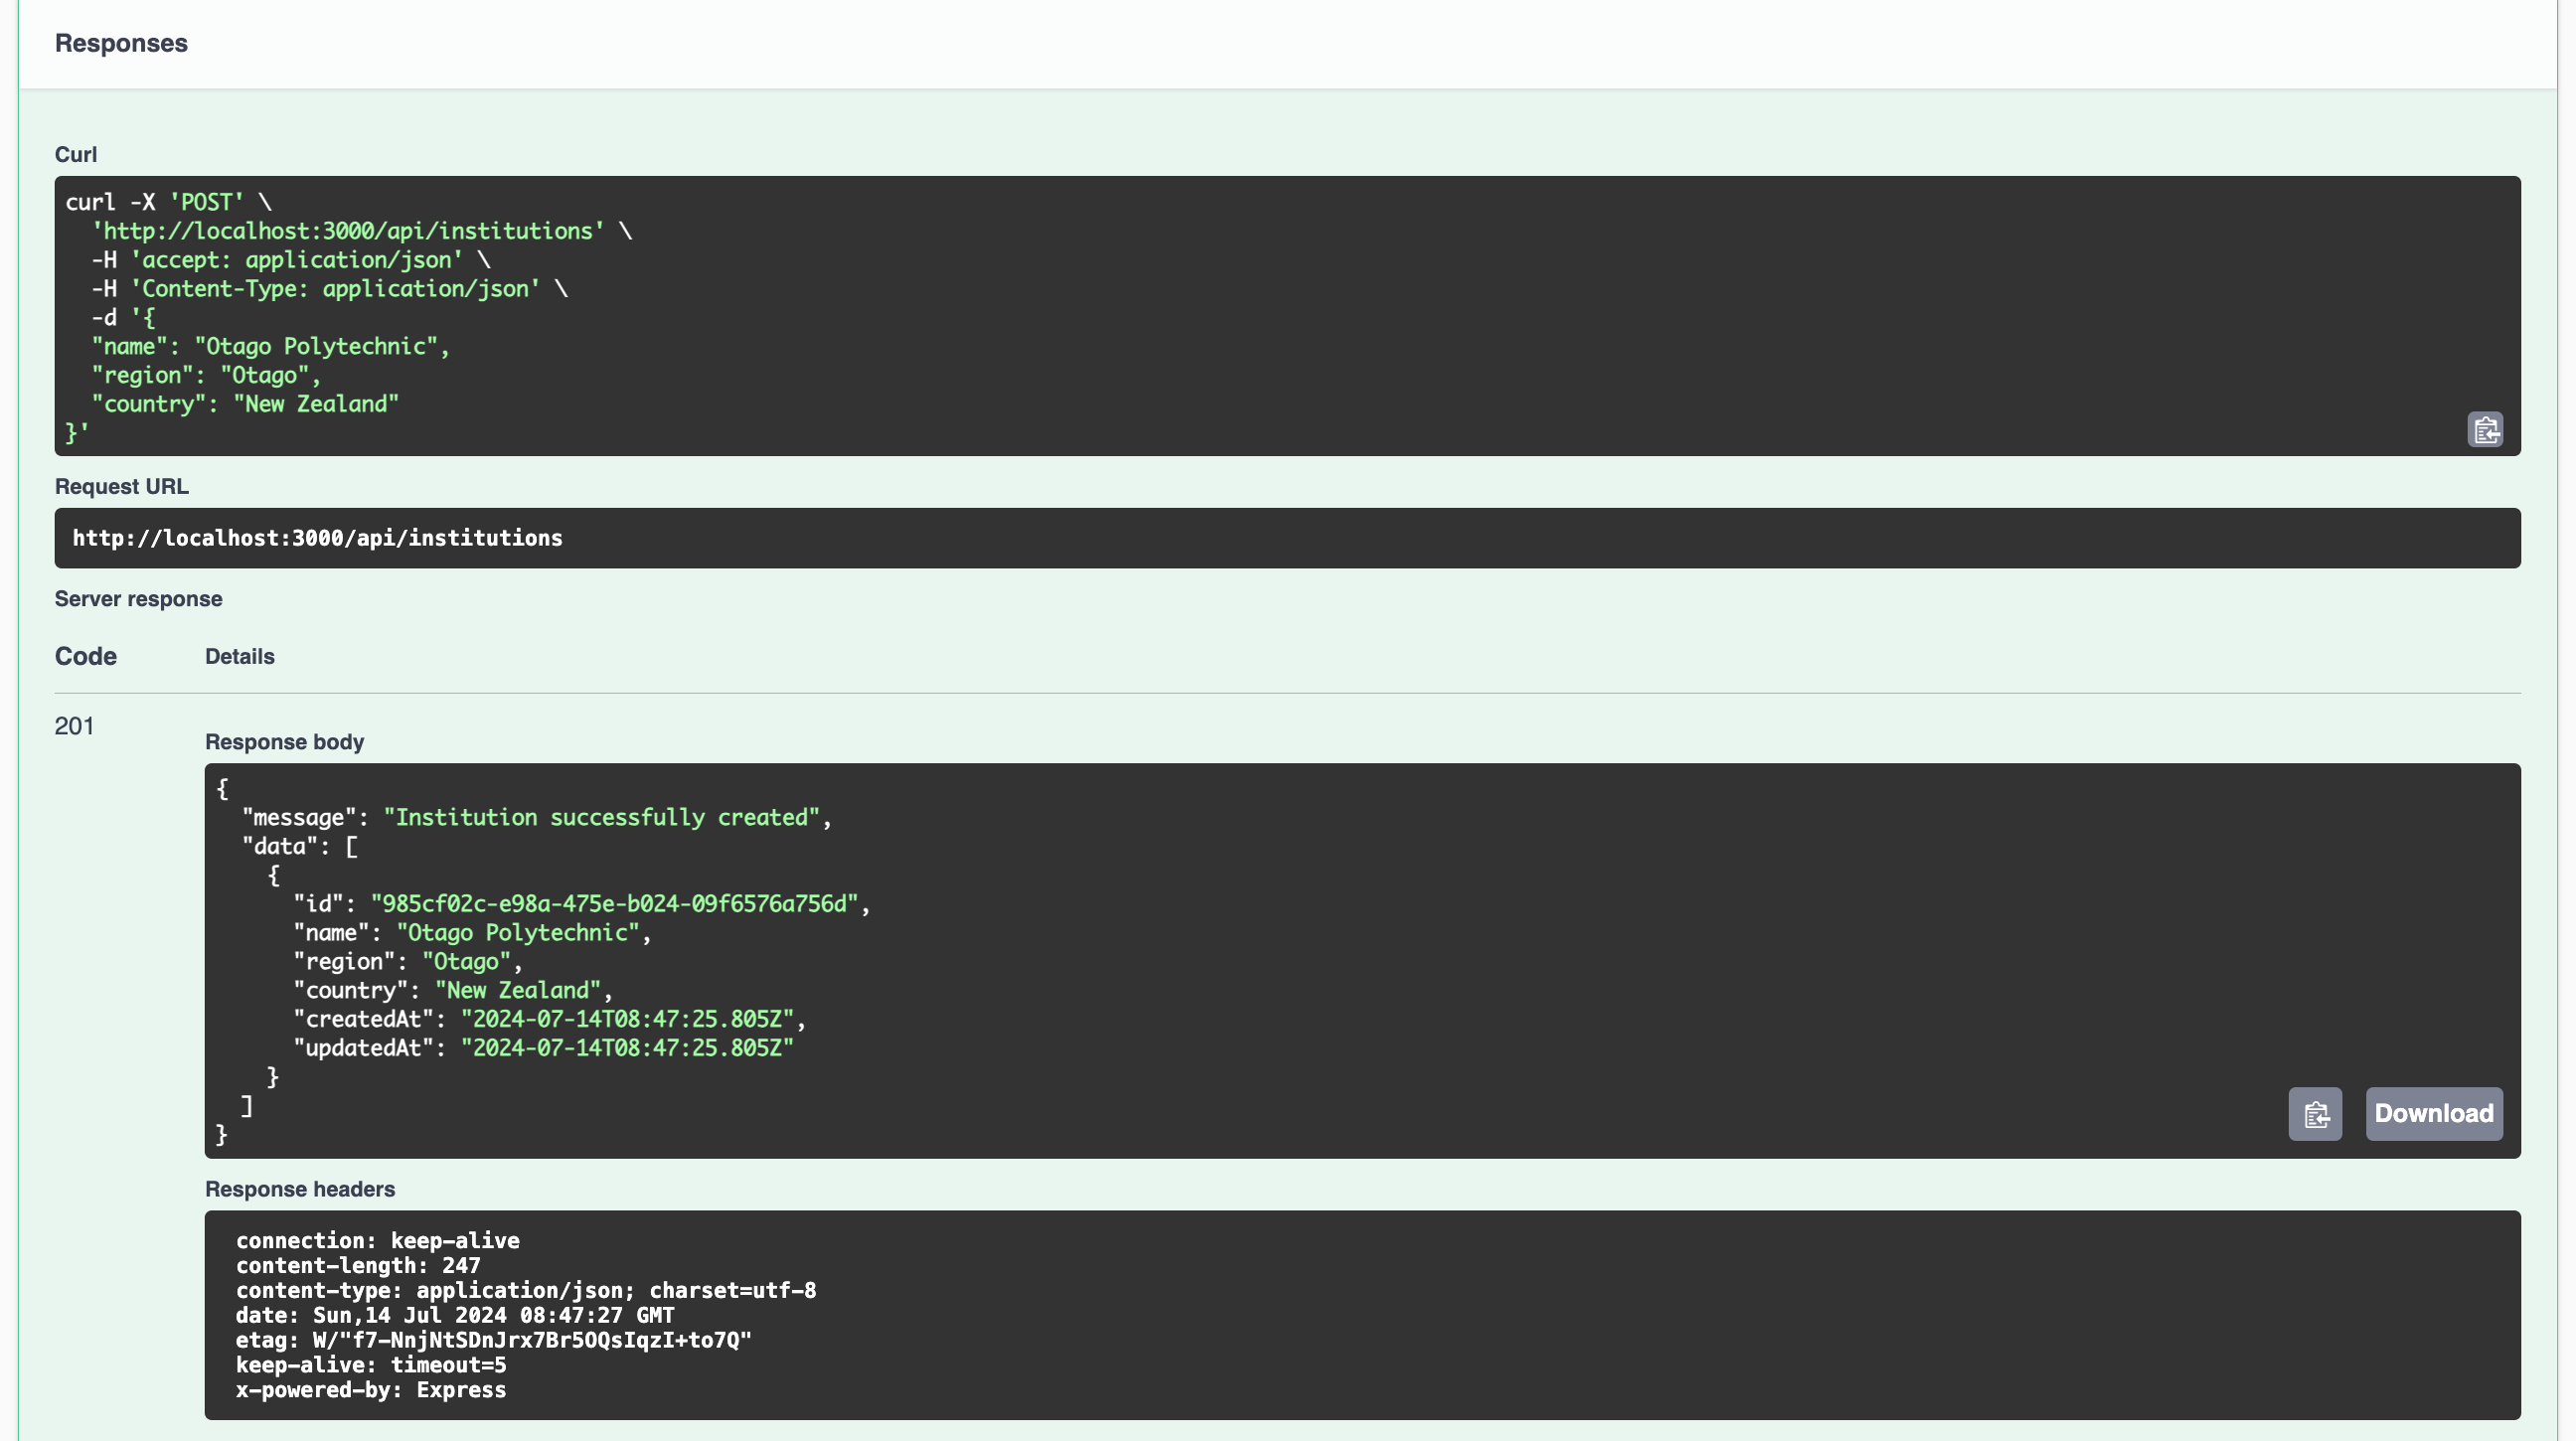 Responses
Curl
curl -X 'POST' \
  'http://localhost:3000/api/institutions' \
  -H 'accept: application/json' \
  -H 'Content-Type: application/json' \
  -d '{
  "name": "Otago Polytechnic",
  "region": "Otago",
  "country": "New Zealand"
}'
Request URL
http://localhost:3000/api/institutions
Server response
Code Details
201
Response body
{
  "message": "Institution successfully created",
  "data": [
    {
      "id": "985cf02c-e98a-475e-b024-09f6576a756d",
      "name": "Otago Polytechnic",
      "region": "Otago",
      "country": "New Zealand",
      "createdAt": "2024-07-14T08:47:25.805Z",
      "updatedAt": "2024-07-14T08:47:25.805Z"
    }
  ]
}
Download
Response headers
connection: keep-alive
content-length: 247
content-type: application/json; charset=utf-8
date: Sun,14 Jul 2024 08:47:27 GMT
etag: W/"f7-NnjNtSDnJrx7Br5OQsIqzI+to7Q"
keep-alive: timeout=5
x-powered-by: Express